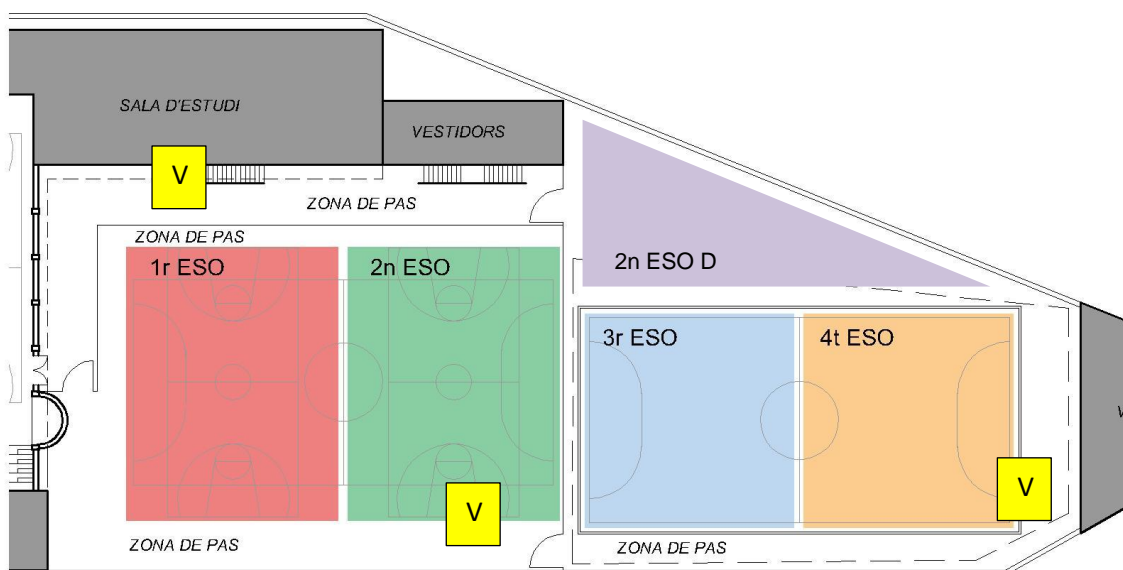 SALA D'ESTUDI
VESTIDORS
V
ZONA DE PAS
ZONA DE PAS
1r ESO
2n ESO
2n ESO D
3r ESO
4t ESO
V
V
V
ZONA DE PAS
ZONA DE PAS